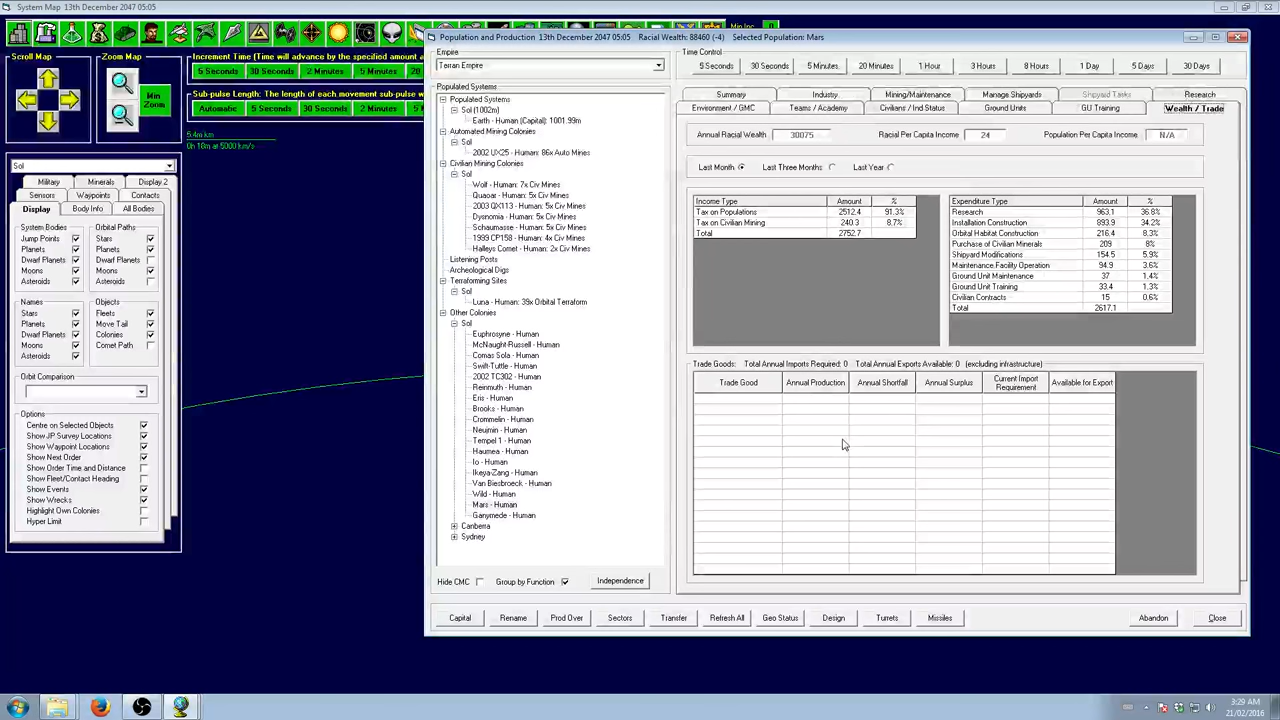 System Map 13th December 2047 05:05
Scroll Map
Zoom Map
Win Zoom
Increment Time (Time will advance by the specified amount a
5 Seconds 30 Seconds 2 Minutes 5 Minutes 20
Sub-pulse Length: The length of each movement sub-pulse w
Automatic 5 Seconds 30 Seconds 2 Minutes 5
5.4m km
0h 18m at 5000 km/s
Sol
Military Minerals Display 2
Sensors Waypoints Contacts
Display Body Info All Bodies
System Bodies Orbital Paths
Jump Points Stars
Planets Planets
Dwarf Planets Dwarf Planets
Moons Moons
Asteroids Asteroids
Names Objects
Stars Fleets
Planets Move Tail
Dwarf Planets Colonies
Moons Comet Path
Asteroids
Orbit Comparison
Options
Centre on Selected Objects
Show JP Survey Locations
Show Waypoint Locations
Show Next Order
Show Order Time and Distance
Show Fleet/Contact Heading
Show Events
Show Wrecks
Highlight Own Colonies
Hyper Limit
Population and Production 13th December 2047 05:05 Racial Wealth: 88460 (-4) Selected Population: Mars
Empire
Terran Empire
Time Control
5 Seconds 30 Seconds 5 Minutes 20 Minutes 1 Hour 3 Hours 8 Hours 1 Day 5 Days 30 Days
Populated Systems
Populated Systems
Sol (1002m)
Earth - Human (Capital): 1001.99m
Automated Mining Colonies
Sol
2002 UX25 - Human: 86x Auto Mines
Civilian Mining Colonies
Sol
Wolf - Human: 7x Civ Mines
Quaoar - Human: 5x Civ Mines
2003 QX113 - Human: 5x Civ Mines
Dysnomia - Human: 5x Civ Mines
Schaumasse - Human: 5x Civ Mines
1999 CP158 - Human: 4x Civ Mines
Halleys Comet - Human: 2x Civ Mines
Listening Posts
Archeological Digs
Terraforming Sites
Sol
Luna - Human: 39x Orbital Terraform
Other Colonies
Sol
Euphrosyne - Human
McNaught-Russell - Human
Comas Sola - Human
Swift-Tuttle - Human
2002 TC302 - Human
Reinmuth - Human
Eris - Human
Brooks - Human
Crommelin - Human
Neujmin - Human
Tempel 1 - Human
Haumea - Human
Io - Human
Ikeya-Zang - Human
Van Biesbroeck - Human
Wild - Human
Mars - Human
Ganymede - Human
Canberra
Sydney
Hide CMC Group by Function Independence
Summary Industry Mining/Maintenance Manage Shipyards Shipyard Tasks Research
Environment / GMC Teams / Academy Civilians / Ind Status Ground Units GU Training Wealth / Trade
Annual Racial Wealth 30075 Racial Per Capita Income 24 Population Per Capita Income N/A
Last Month Last Three Months Last Year
Income Type Amount %
Tax on Populations 2512.4 91.3%
Tax on Civilian Mining 240.3 8.7%
Total 2752.7
Expenditure Type Amount %
Research 963.1 36.8%
Installation Construction 893.9 34.2%
Orbital Habitat Construction 216.4 8.3%
Purchase of Civilian Minerals 209 8%
Shipyard Modifications 154.5 5.9%
Maintenance Facility Operation 94.9 3.6%
Ground Unit Maintenance 37 1.4%
Ground Unit Training 33.4 1.3%
Civilian Contracts 15 0.6%
Total 2617.1
Trade Goods: Total Annual Imports Required: 0 Total Annual Exports Available: 0 (excluding infrastructure)
Trade Good Annual Production Annual Shortfall Annual Surplus Current Import Requirement Available for Export
Capital Rename Prod Over Sectors Transfer Refresh All Geo Status Design Turrets Missiles Abandon Close
3:29 AM
21/02/2016